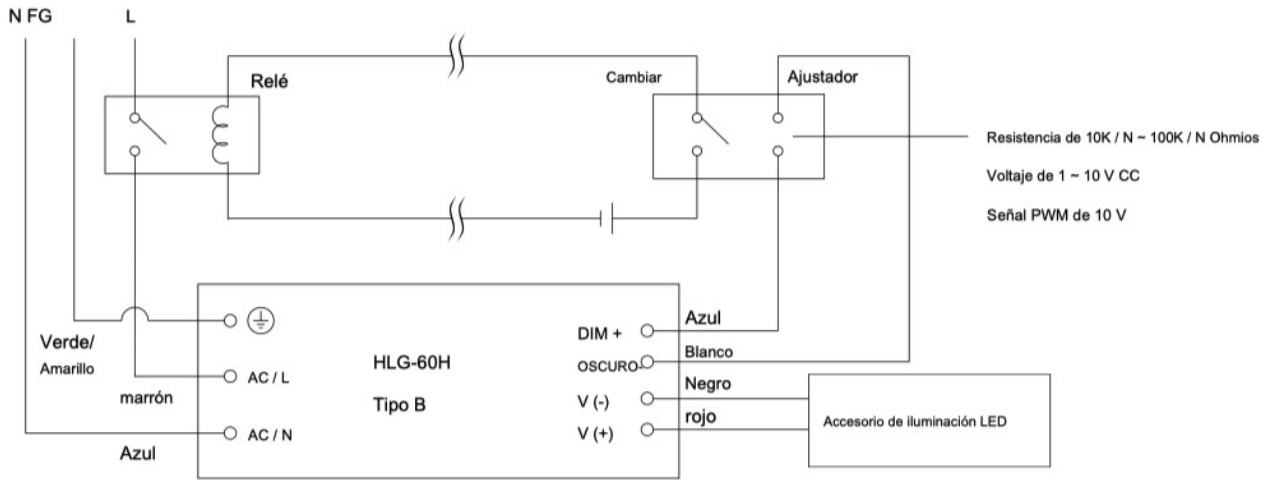 N FG
L
Relé
Cambiar
Ajustador
Resistencia de 10K / N ~ 100K / N Ohmios
Voltaje de 1 ~ 10 V CC
Señal PWM de 10 V
Verde/
Amarillo
marrón
Azul
AC / L
AC / N
HLG-60H
Tipo B
DIM +
OSCURO-
V (-)
V (+)
Azul
Blanco
Negro
rojo
Accesorio de iluminación LED